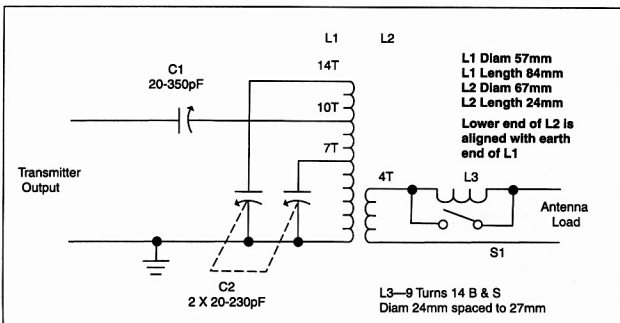 L1 L2
14T
C1
20-350pF
10T
7T
L1 Diam 57mm
L1 Length 84mm
L2 Diam 67mm
L2 Length 24mm
Lower end of L2 is
aligned with earth
end of L1
Transmitter
Output
4T
L3
Antenna
Load
S1
C2
2 X 20-230pF
L3—9 Turns 14 B & S
Diam 24mm spaced to 27mm